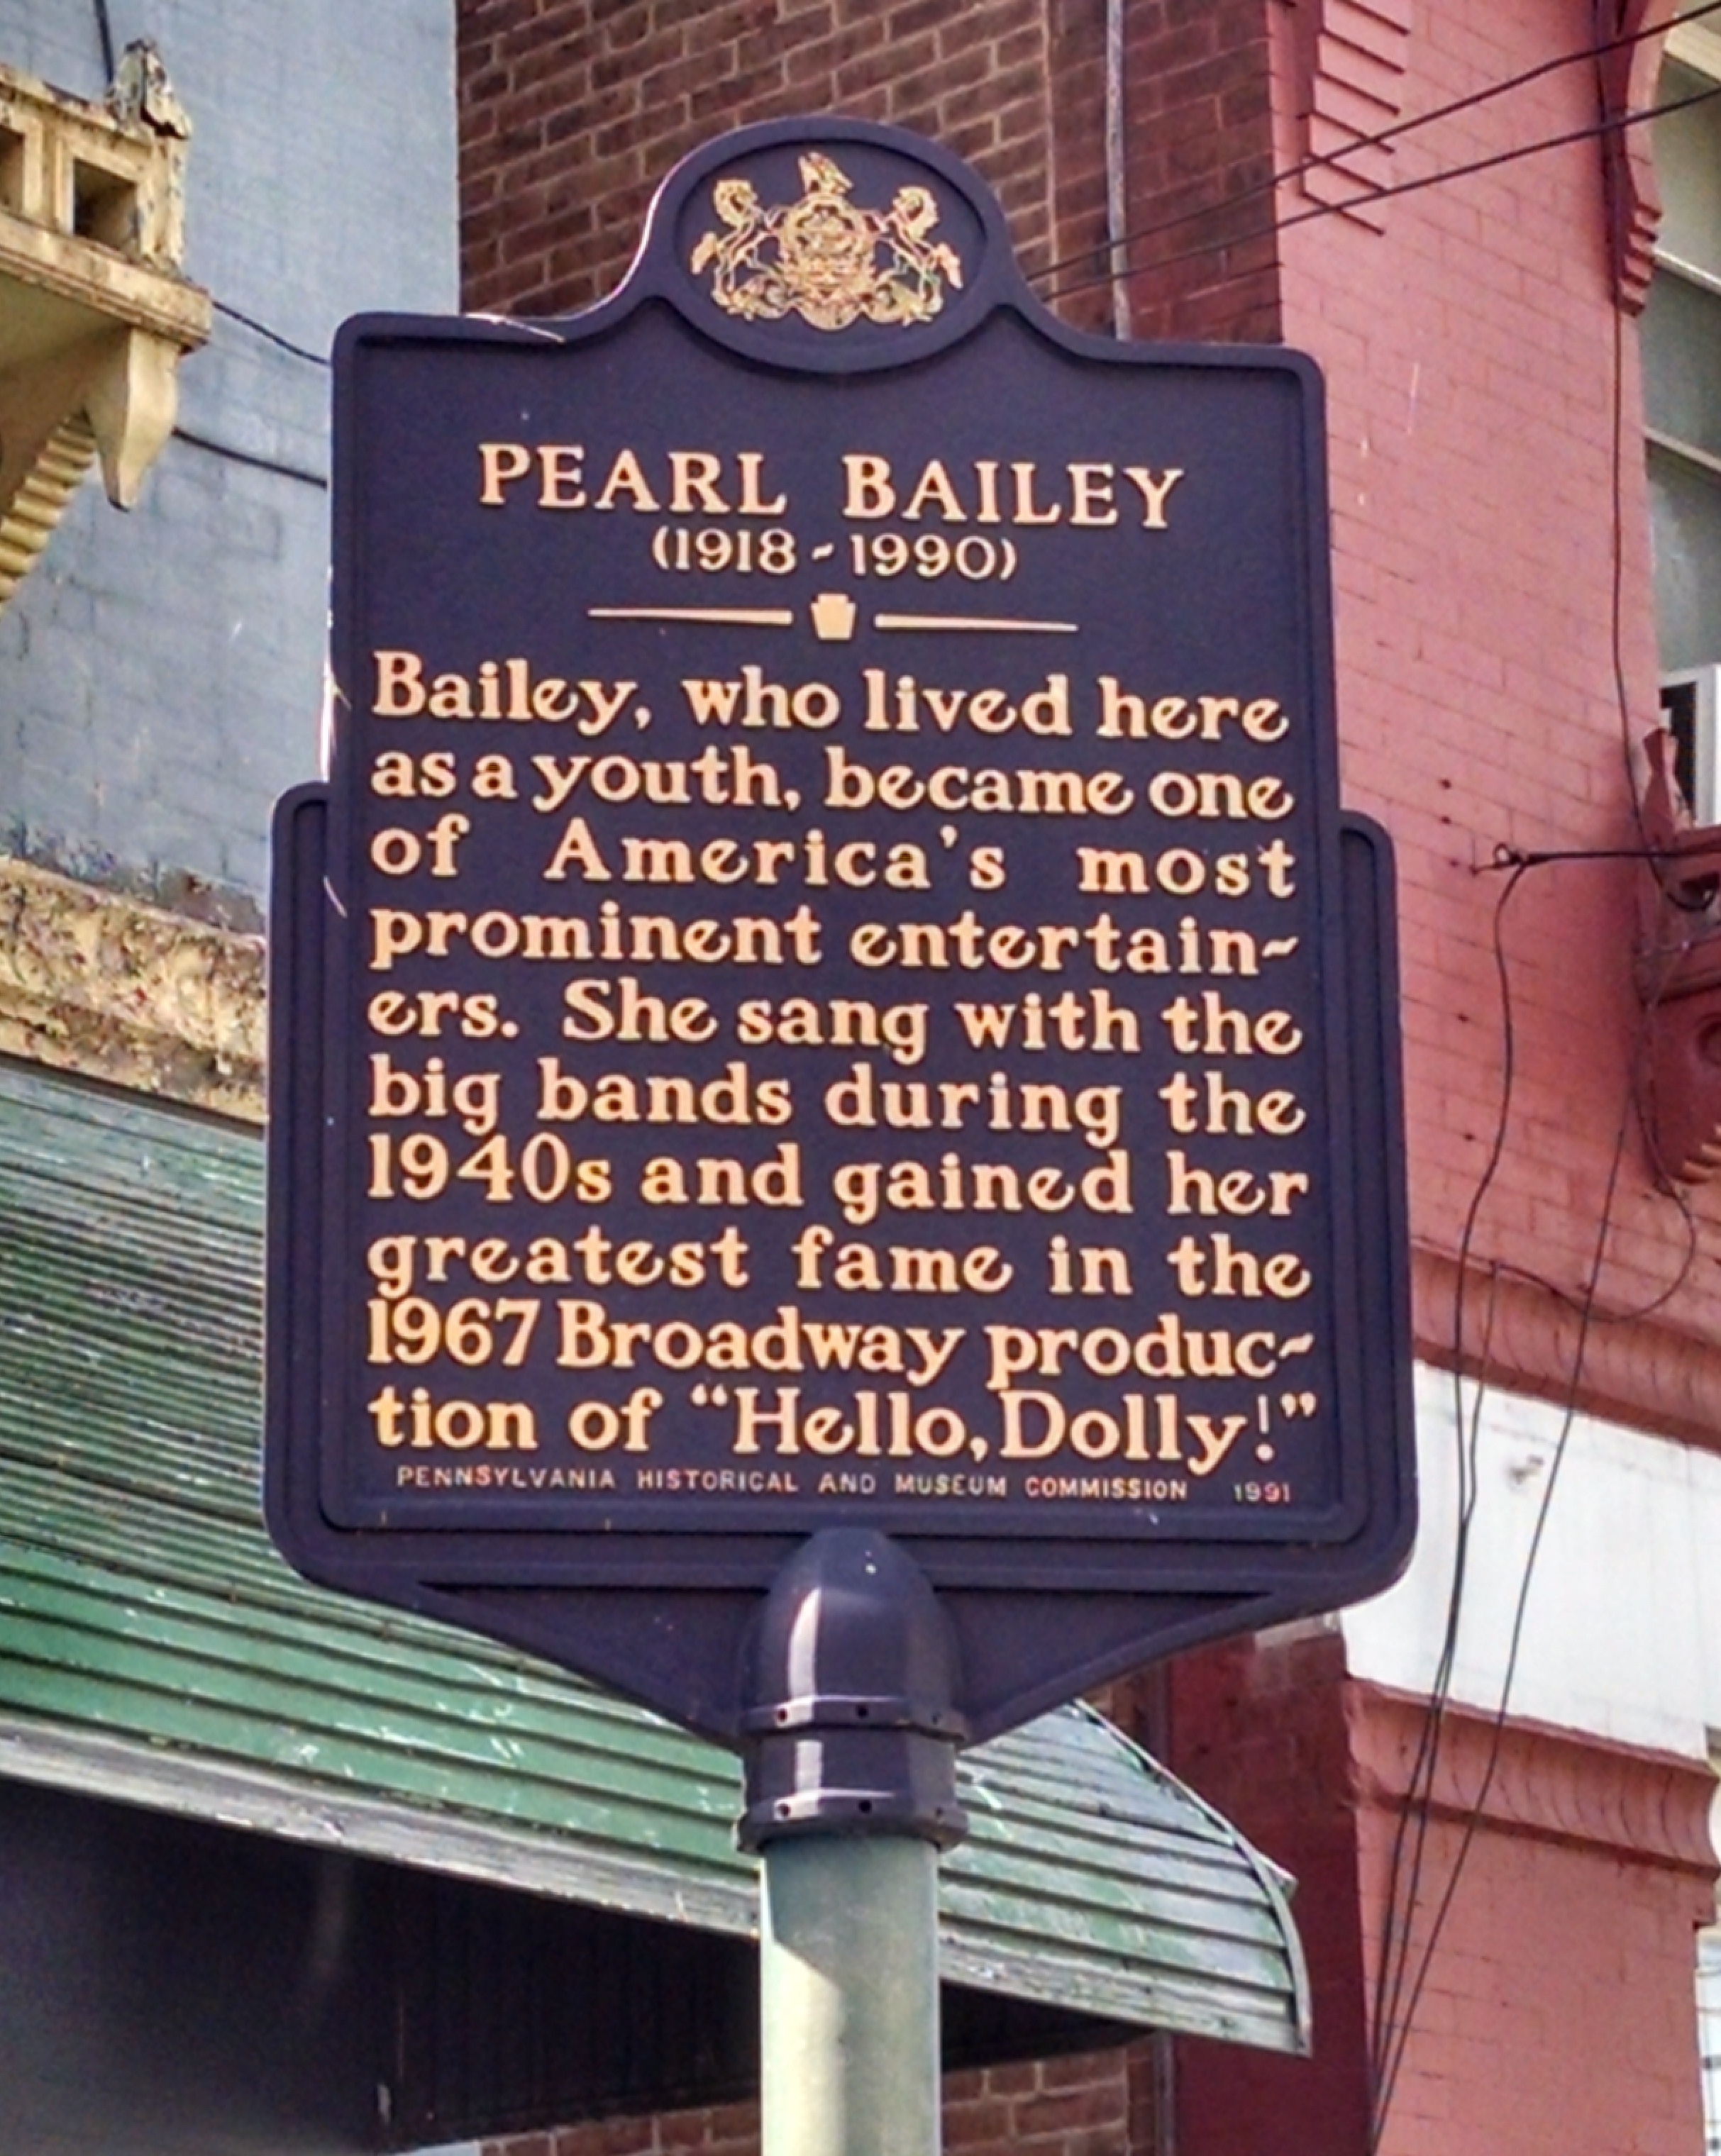 PEARL BAILEY
(1918-1990)
Bailey, who lived here
as a youth, became one
of America's most
prominent entertain-
ers. She sang with the
big bands during the
1940s and gained her
greatest fame in the
1967 Broadway produc-
tion of “Hello, Dolly!”
PENNSYLVANIA HISTORICAL AND MUSEUM COMMISSION 1991